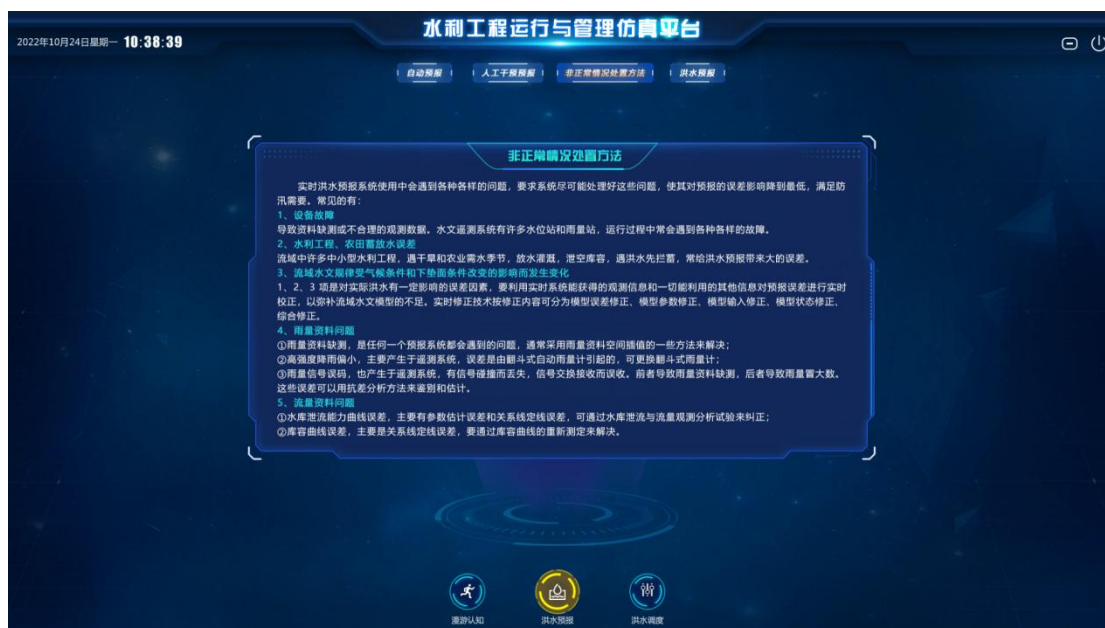 水利工程运行与管理仿真平台
2022年10月24日星期一 10:38:39
自动预报
人工干预预报
非正常情况处置方法
洪水预报
非正常情况处置方法
实时洪水预报系统使用中会遇到各种各样的问题，要求系统尽可能处理好这些问题，使其对预报的误差影响降到最低，满足防
汛需要。常见的有：
1、设备故障
导致资料缺测或不合理的观测数据。水文遥测系统有许多水位站和雨量站，运行过程中常会遇到各种各样的故障。
2、水利工程、农田蓄放水误差
流域中许多中小型水利工程，遇干旱和农业需水季节，放水灌溉，泄空库容，遇洪水先拦蓄，常给洪水预报带来大的误差。
3、流域水文规律受气候条件和下垫面条件改变的影响而发生变化
1、2、3 项是对实际洪水有一定影响的误差因素，要利用实时系统能获得的观测信息和一切能利用的其他信息对预报误差进行实时
校正，以弥补流域水文模型的不足。实时修正技术按修正内容可分为模型误差修正、模型参数修正、模型输入修正、模型状态修正、
综合修正。
4、雨量资料问题
①雨量资料缺测，是任何一个预报系统都会遇到的问题，通常采用雨量资料空间插值的一些方法来解决；
②高强度降雨偏小，主要产生于遥测系统，误差是由翻斗式自动雨量计引起的，可更换翻斗式雨量计；
③雨量信号误码，也产生于遥测系统，有信号碰撞而丢失，信号交换接收而误收。前者导致雨量资料缺测，后者导致雨量置大数。
这些误差可以用抗差分析方法来鉴别和估计。
5、流量资料问题
①水库泄流能力曲线误差，主要有参数估计误差和关系线定线误差，可通过水库泄流与流量观测分析试验来纠正；
②库容曲线误差，主要是关系线定线误差，要通过库容曲线的重新测定来解决。
漫游认知
洪水预报
洪水调度